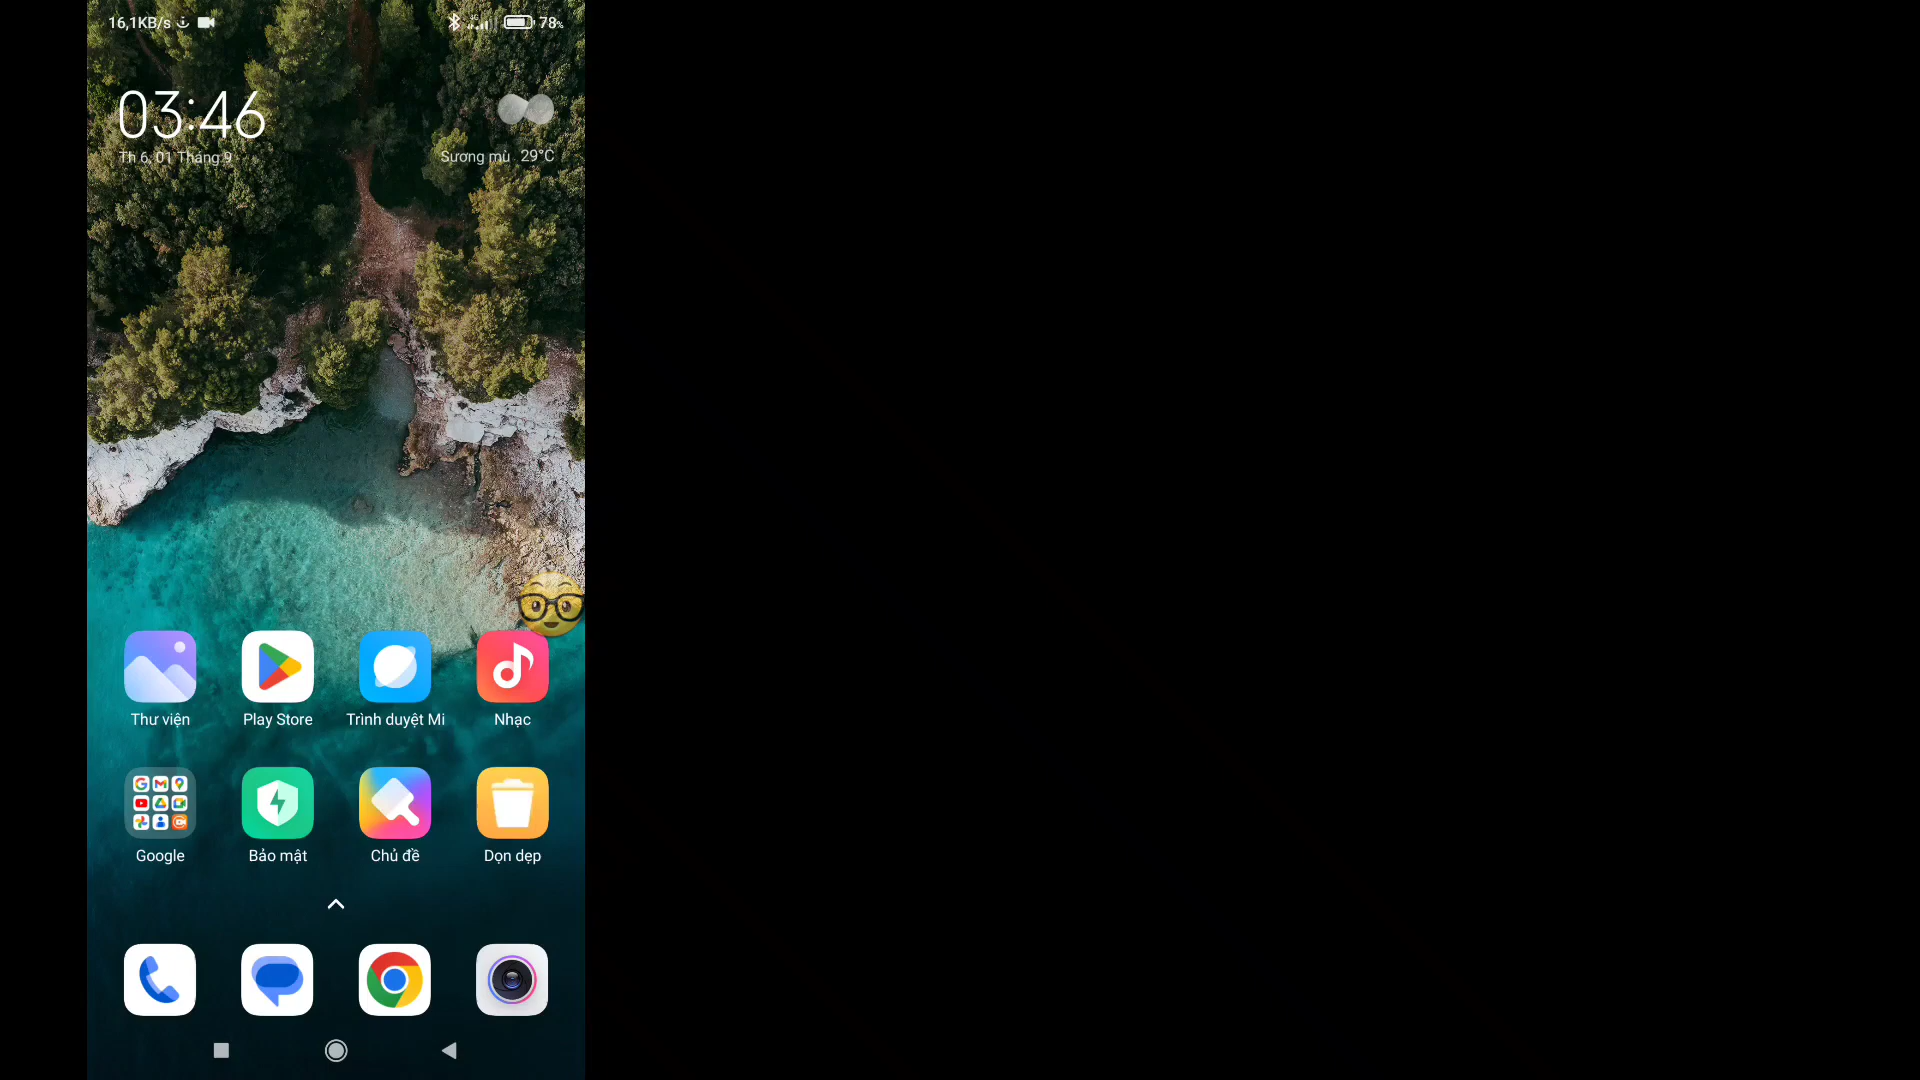 16,1KB/s
78%
03:46
Th 6, 01 Tháng 9
Sương mù 29°C
Thư viện
Play Store
Trình duyệt Mi
Nhạc
Google
Bảo mật
Chủ đề
Dọn dẹp